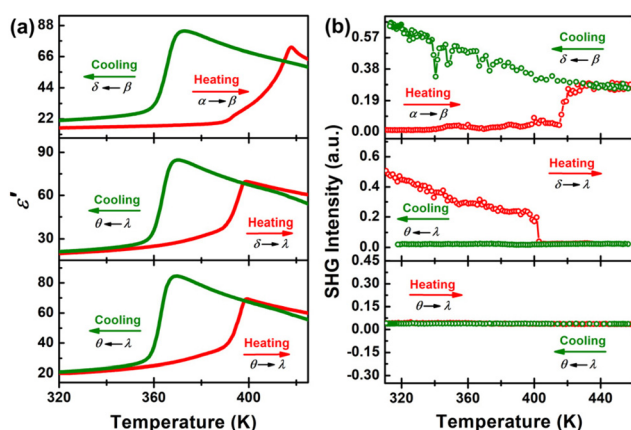 (a)
88
66
44
22
Cooling
δ ← β
Heating
α → β
90
60
30
Cooling
θ ← λ
Heating
δ → λ
80
60
40
20
Cooling
θ ← λ
Heating
θ → λ
ε'
320 360 400
Temperature (K)
(b)
0.57
0.38
0.19
0.00
Cooling
δ ← β
Heating
α → β
0.6
0.4
0.2
0.0
Heating
δ → λ
Cooling
θ ← λ
0.45
0.30
0.15
0.00
-0.15
-0.30
Heating
θ → λ
Cooling
θ ← λ
SHG Intensity (a.u.)
320 360 400 440
Temperature (K)